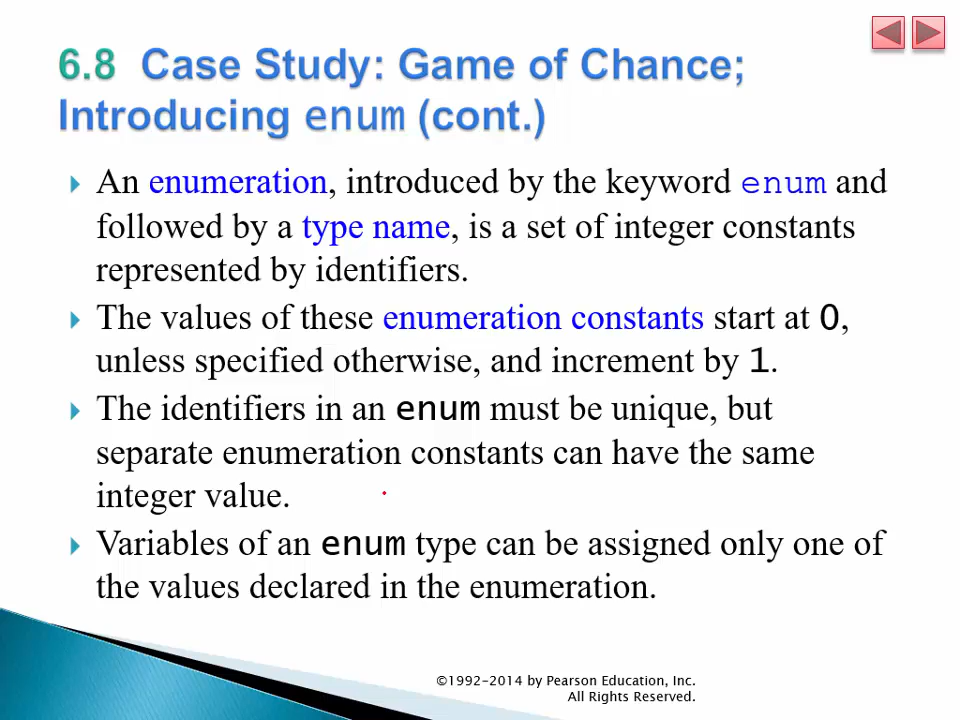 6.8 Case Study: Game of Chance;
Introducing enum (cont.)
An enumeration, introduced by the keyword enum and
followed by a type name, is a set of integer constants
represented by identifiers.
The values of these enumeration constants start at 0,
unless specified otherwise, and increment by 1.
The identifiers in an enum must be unique, but
separate enumeration constants can have the same
integer value.
Variables of an enum type can be assigned only one of
the values declared in the enumeration.
©1992-2014 by Pearson Education, Inc.
All Rights Reserved.